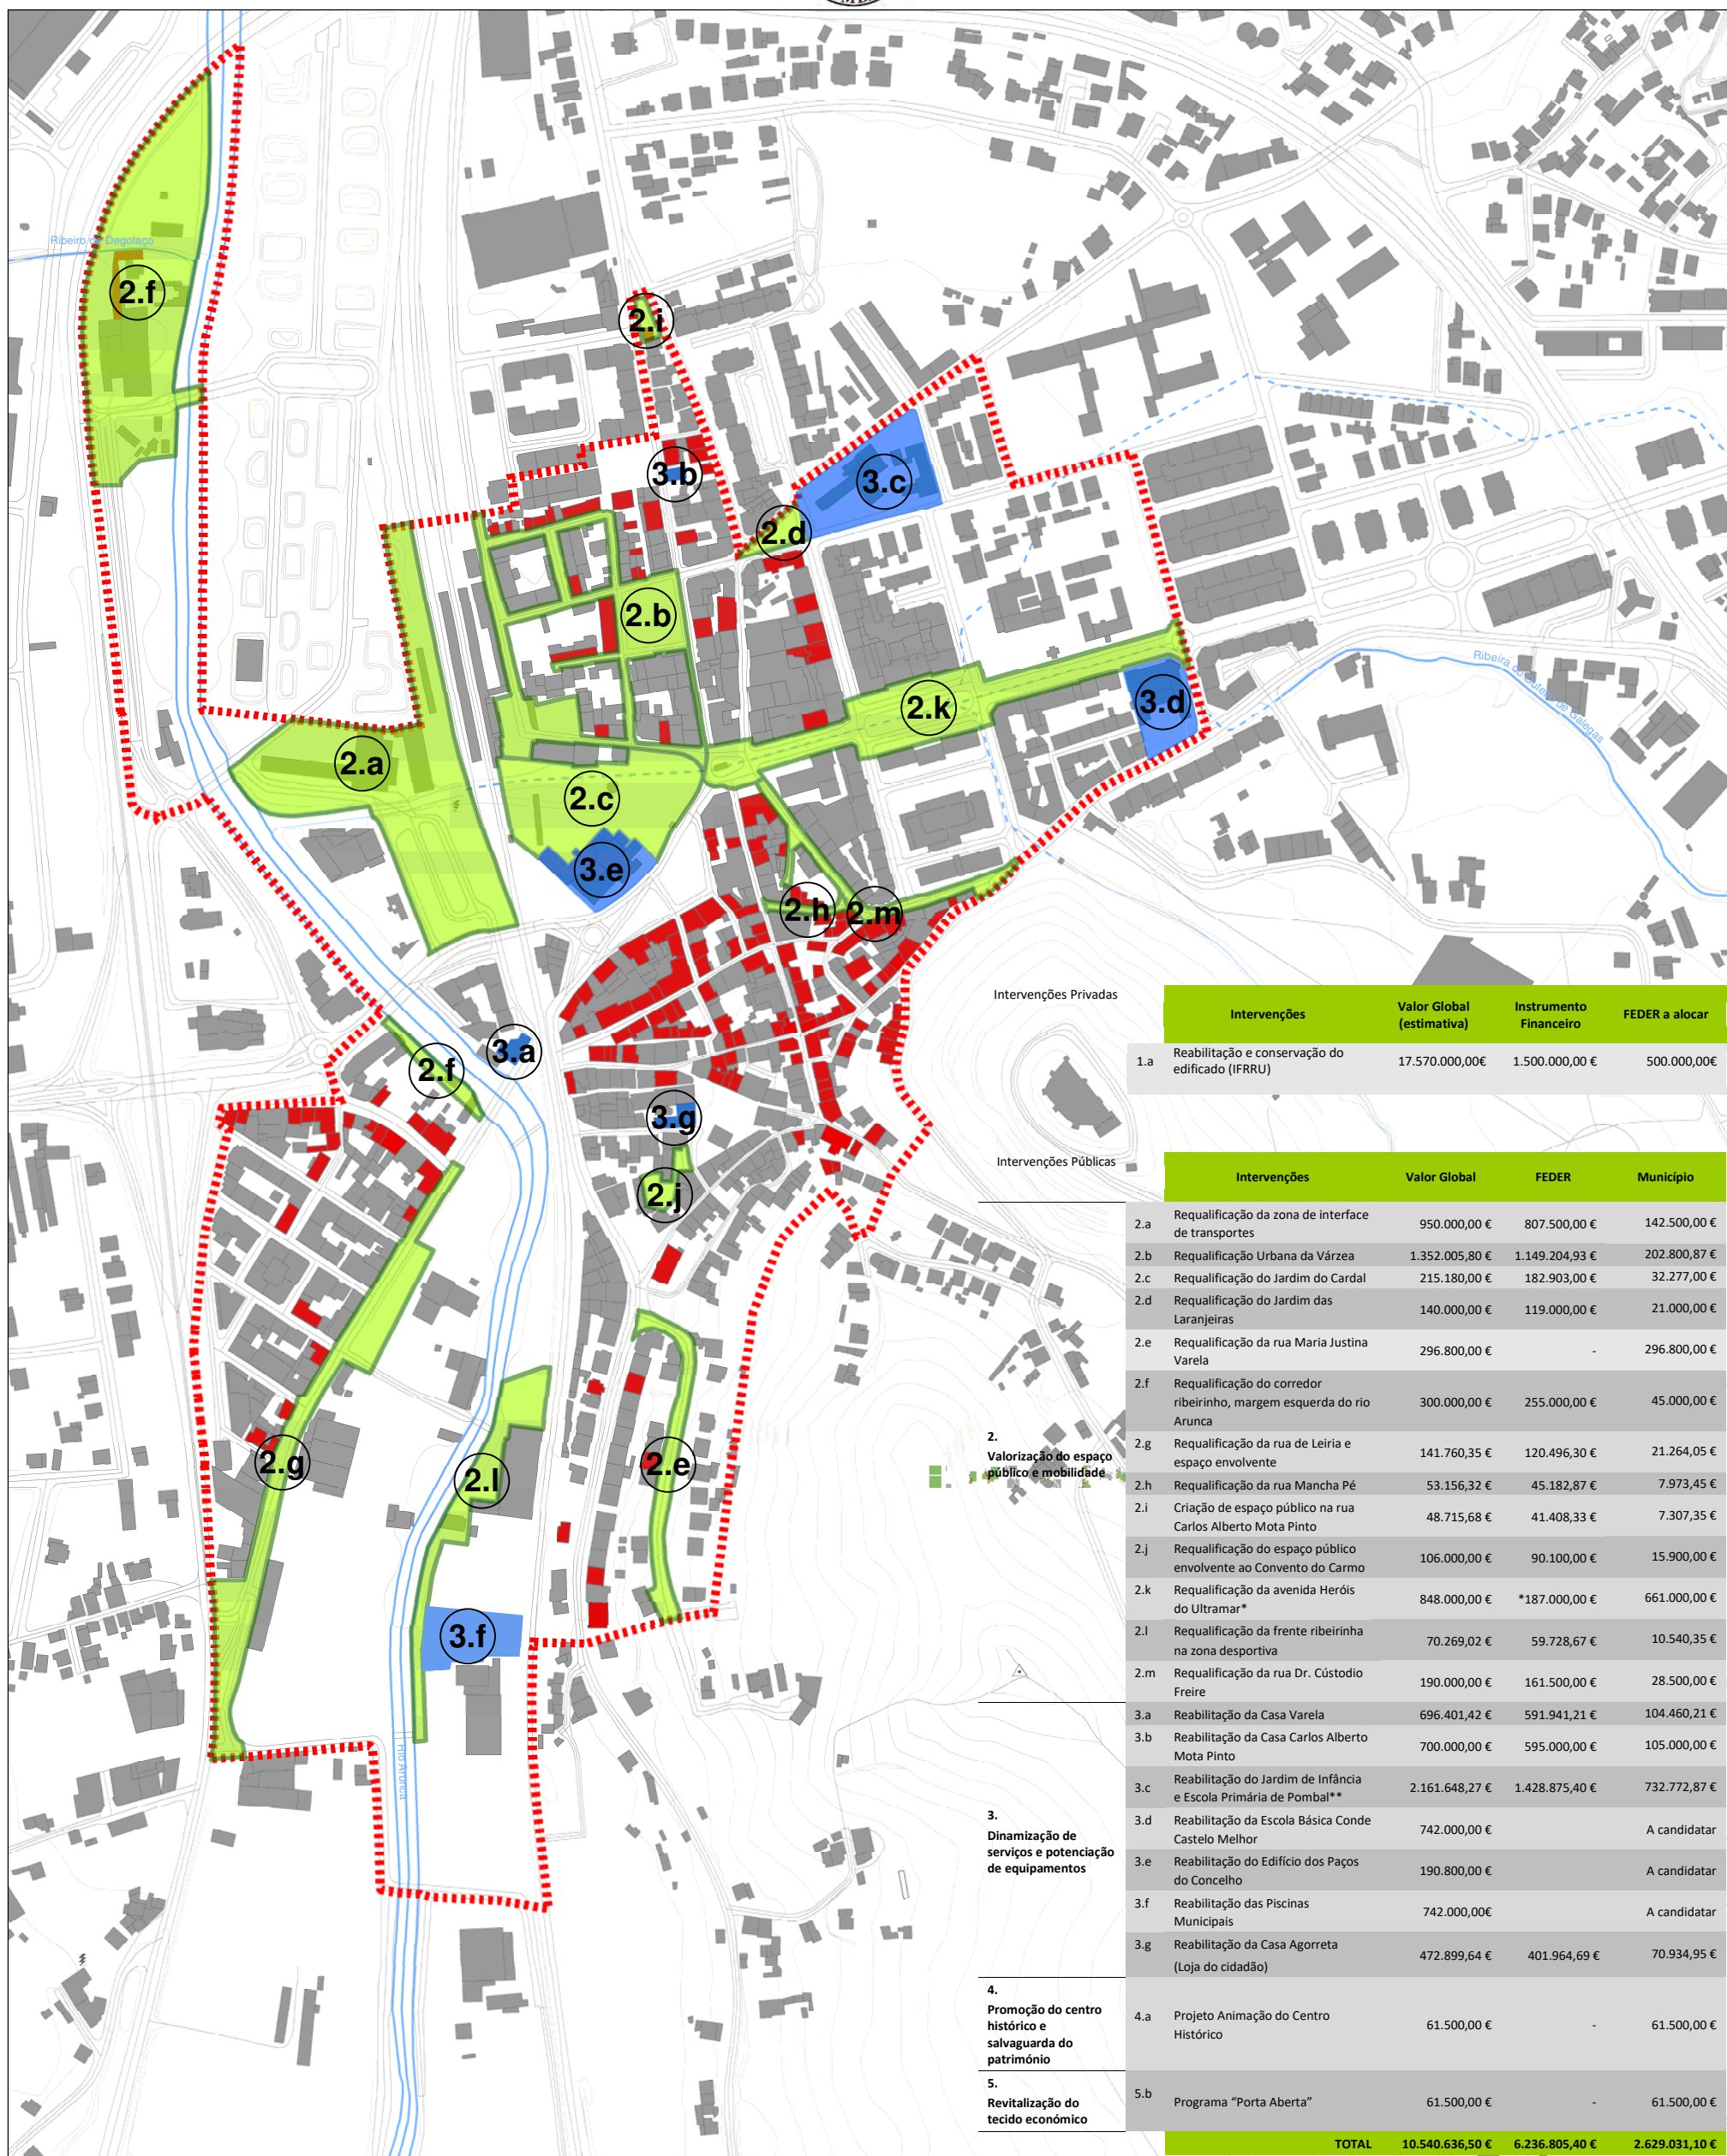 Ribeiro de Degolaço
2.f
2.i
3.b
3.c
2.d
2.b
Ribeira do Outeiro da Galegas
2.k
3.d
2.a
2.c
3.e
2.h
2.m
3.a
2.f
3.g
2.j
2.g
2.l
2.e
3.f
Rio Arunca
Intervenções Privadas
Intervenções Valor Global (estimativa) Instrumento Financeiro FEDER a alocar
1.a Reabilitação e conservação do edificado (IFRRU) 17.570.000,00€ 1.500.000,00 € 500.000,00€
Intervenções Públicas
Intervenções Valor Global FEDER Município
2.
Valorização do espaço
público e mobilidade
2.a Requalificação da zona de interface
de transportes 950.000,00 € 807.500,00 € 142.500,00 €
2.b Requalificação Urbana da Várzea 1.352.005,80 € 1.149.204,93 € 202.800,87 €
2.c Requalificação do Jardim do Cardal 215.180,00 € 182.903,00 € 32.277,00 €
2.d Requalificação do Jardim das
Laranjeiras 140.000,00 € 119.000,00 € 21.000,00 €
2.e Requalificação da rua Maria Justina
Varela 296.800,00 € - 296.800,00 €
2.f Requalificação do corredor
ribeirinho, margem esquerda do rio
Arunca 300.000,00 € 255.000,00 € 45.000,00 €
2.g Requalificação da rua de Leiria e
espaço envolvente 141.760,35 € 120.496,30 € 21.264,05 €
2.h Requalificação da rua Mancha Pé 53.156,32 € 45.182,87 € 7.973,45 €
2.i Criação de espaço público na rua
Carlos Alberto Mota Pinto 48.715,68 € 41.408,33 € 7.307,35 €
2.j Requalificação do espaço público
envolvente ao Convento do Carmo 106.000,00 € 90.100,00 € 15.900,00 €
2.k Requalificação da avenida Heróis
do Ultramar* 848.000,00 € *187.000,00 € 661.000,00 €
2.l Requalificação da frente ribeirinha
na zona desportiva 70.269,02 € 59.728,67 € 10.540,35 €
2.m Requalificação da rua Dr. Cústodio
Freire 190.000,00 € 161.500,00 € 28.500,00 €
3.
Dinamização de
serviços e potenciação
de equipamentos
3.a Reabilitação da Casa Varela 696.401,42 € 591.941,21 € 104.460,21 €
3.b Reabilitação da Casa Carlos Alberto
Mota Pinto 700.000,00 € 595.000,00 € 105.000,00 €
3.c Reabilitação do Jardim de Infância
e Escola Primária de Pombal** 2.161.648,27 € 1.428.875,40 € 732.772,87 €
3.d Reabilitação da Escola Básica Conde
Castelo Melhor 742.000,00 € A candidatar
3.e Reabilitação do Edifício dos Paços
do Concelho 190.800,00 € A candidatar
3.f Reabilitação das Piscinas
Municipais 742.000,00€ A candidatar
3.g Reabilitação da Casa Agorreta
(Loja do cidadão) 472.899,64 € 401.964,69 € 70.934,95 €
4.
Promoção do centro
histórico e
salvaguarda do
património
4.a Projeto Animação do Centro
Histórico 61.500,00 € - 61.500,00 €
5.
Revitalização do
tecido económico
5.b Programa “Porta Aberta” 61.500,00 € - 61.500,00 €
TOTAL 10.540.636,50 € 6.236.805,40 € 2.629.031,10 €